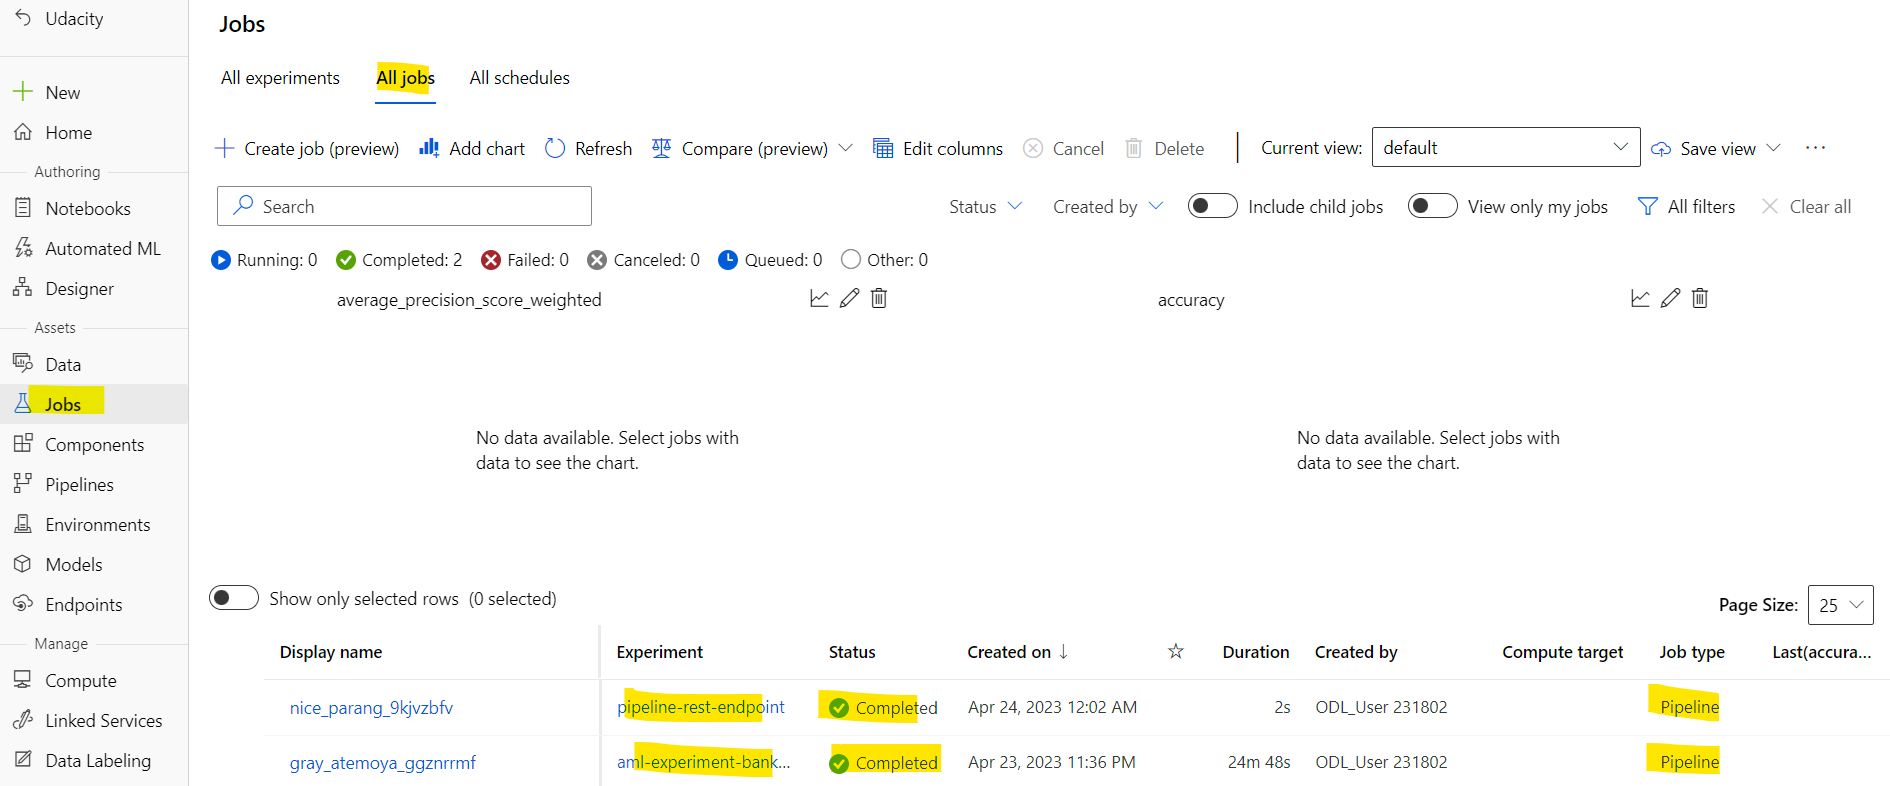 Udacity
New
Home
Authoring
Notebooks
Automated ML
Designer
Assets
Data
Jobs
Components
Pipelines
Environments
Models
Endpoints
Manage
Compute
Linked Services
Data Labeling
Jobs
All experiments All jobs All schedules
Create job (preview) Add chart Refresh Compare (preview) Edit columns Cancel Delete Current view: default Save view ...
Search Status Created by Include child jobs View only my jobs All filters Clear all
Running: 0 Completed: 2 Failed: 0 Canceled: 0 Queued: 0 Other: 0
average_precision_score_weighted accuracy
No data available. Select jobs with
data to see the chart.
No data available. Select jobs with
data to see the chart.
Show only selected rows (0 selected) Page Size: 25
Display name Experiment Status Created on Duration Created by Compute target Job type Last(accura...
nice_parang_9kjvzbfv pipeline-rest-endpoint Completed Apr 24, 2023 12:02 AM 2s ODL_User 231802 Pipeline
gray_atemoya_ggznrrmf aml-experiment-bank... Completed Apr 23, 2023 11:36 PM 24m 48s ODL_User 231802 Pipeline